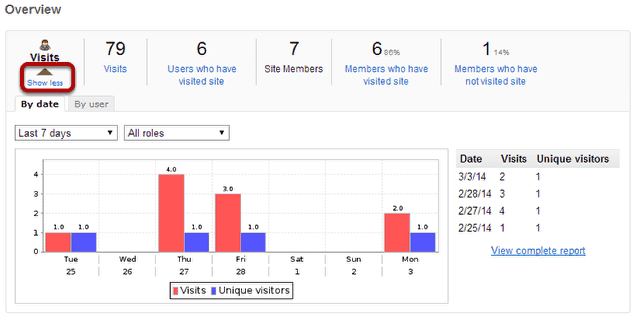 Overview
Visits
Show less
79
Visits
6
Users who have
visited site
7
Site Members
6 86%
Members who have
visited site
1 14%
Members who have
not visited site
By date By user
Last 7 days All roles
4
3
2
1
0
1.0 1.0 4.0 1.0 3.0 1.0 2.0 1.0
Tue Wed Thu Fri Sat Sun Mon
25 26 27 28 1 2 3
Visits Unique visitors
Date Visits Unique visitors
3/3/14 2 1
2/28/14 3 1
2/27/14 4 1
2/25/14 1 1
View complete report